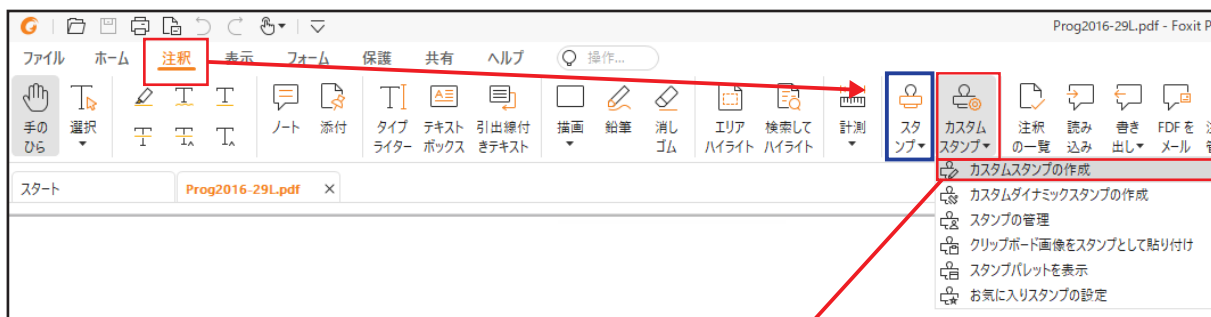 Prog2016-29L.pdf - Foxit P
ファイル ホーム 注釈 表示 フォーム 保護 共有 ヘルプ 操作...
手の
ひら
選択
ノート
添付
タイプ
ライター
テキスト
ボックス
引出線付
きテキスト
描画
鉛筆
消し
ゴム
エリア
ハイライト
検索して
ハイライト
計測
スタ
ンプ
カスタム
スタンプ
注釈
の一覧
読み
込み
書き
出し
FDFを
メール
スタート Prog2016-29L.pdf ×
カスタムスタンプの作成
カスタムダイナミックスタンプの作成
スタンプの管理
クリップボード画像をスタンプとして貼り付け
スタンプパレットを表示
お気に入りスタンプの設定